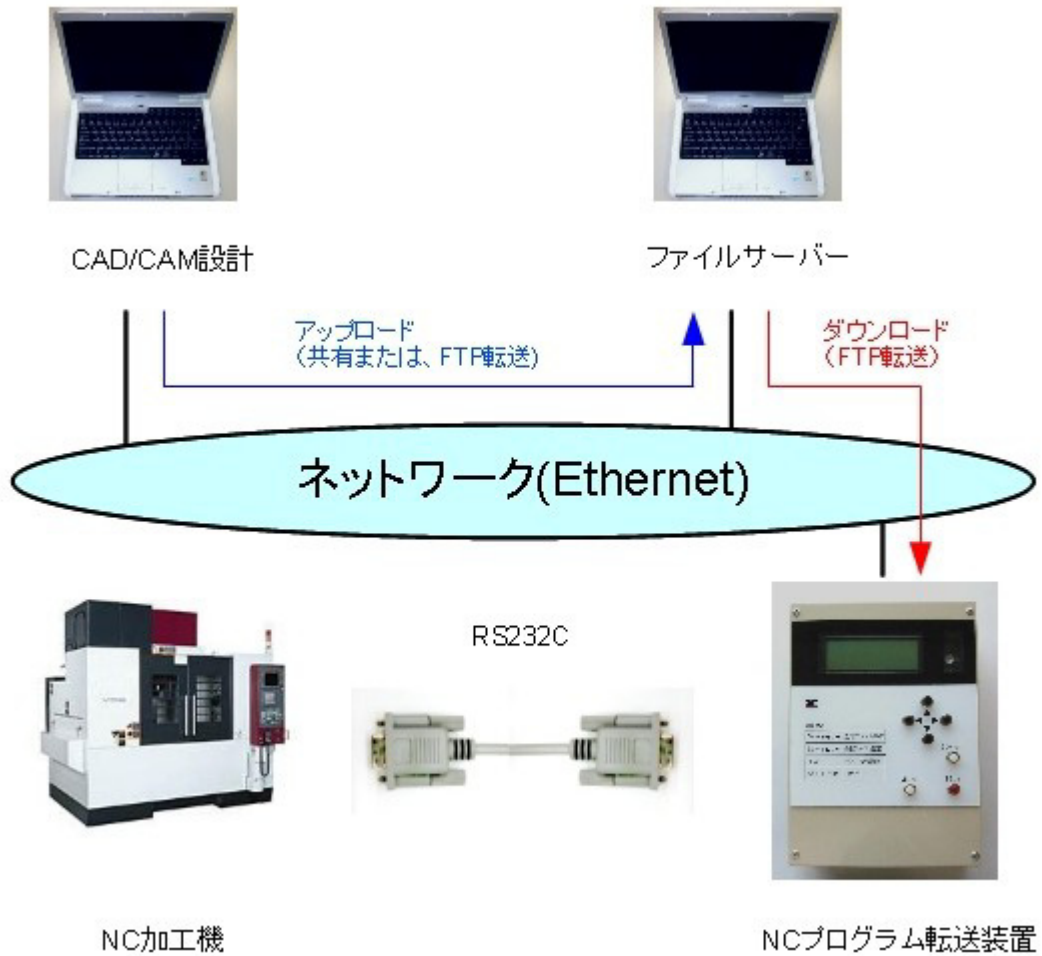 CAD/CAM設計
ファイルサーバー
アップロード
(共有または、FTP転送)
ダウンロード
(FTP転送)
ネットワーク(Ethernet)
RS232C
NC加工機
NCプログラム転送装置